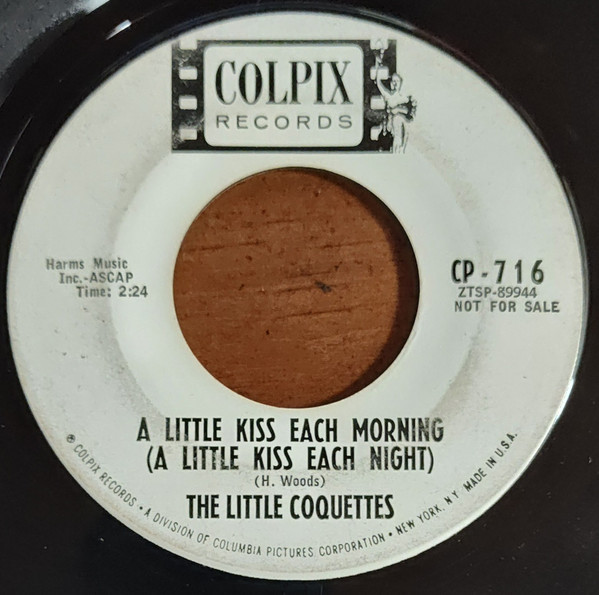 COLPIX
RECORDS
Harms Music
Inc.-ASCAP
Time: 2:24
CP-716
ZTSP-89944
NOT FOR SALE
A LITTLE KISS EACH MORNING
(A LITTLE KISS EACH NIGHT)
(H. Woods)
THE LITTLE COQUETTES
® COLPIX RECORDS • A DIVISION OF COLUMBIA PICTURES CORPORATION • NEW YORK, N.Y. MADE IN U.S.A.